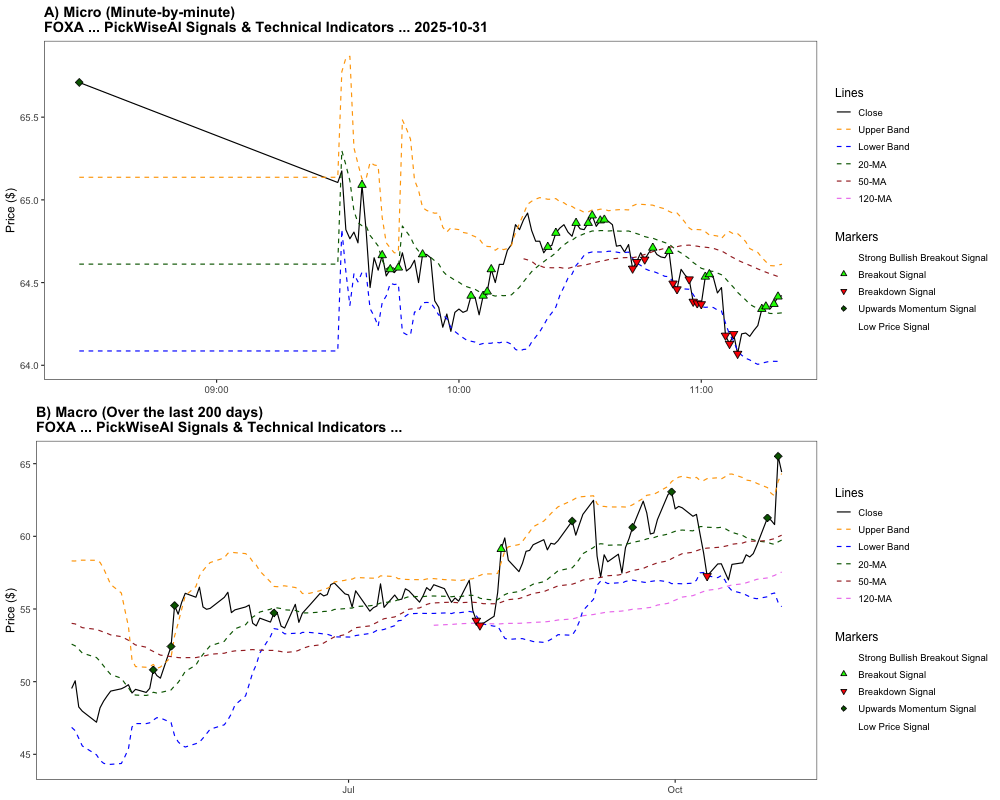 A) Micro (Minute-by-minute)
FOXA ... PickWiseAI Signals & Technical Indicators ... 2025-10-31
Price ($)
65.5
65.0
64.5
64.0
09:00
10:00
11:00
Lines
Close
Upper Band
Lower Band
20-MA
50-MA
120-MA
Markers
Strong Bullish Breakout Signal
Breakout Signal
Breakdown Signal
Upwards Momentum Signal
Low Price Signal
B) Macro (Over the last 200 days)
FOXA ... PickWiseAI Signals & Technical Indicators ...
Price ($)
65
60
55
50
45
Jul
Oct
Lines
Close
Upper Band
Lower Band
20-MA
50-MA
120-MA
Markers
Strong Bullish Breakout Signal
Breakout Signal
Breakdown Signal
Upwards Momentum Signal
Low Price Signal